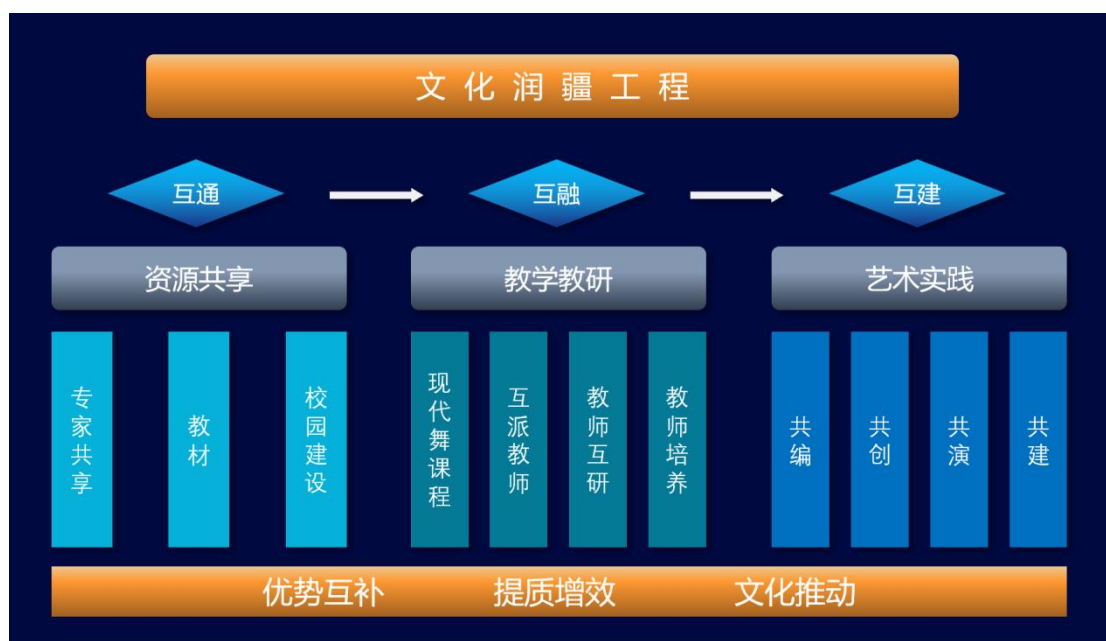 文化润疆工程
互通
互融
互建
资源共享
教学教研
艺术实践
专家共享
教材
校园建设
现代舞课程
互派教师
教师互研
教师培养
共编
共创
共演
共建
优势互补 提质增效 文化推动